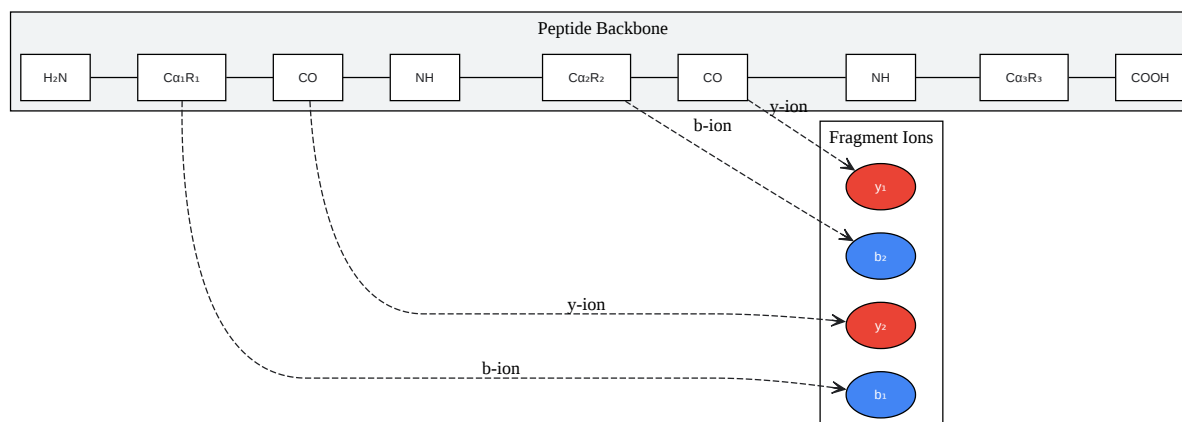 Peptide Backbone
H₂N
Cα₁R₁
CO
NH
Cα₂R₂
CO
NH
Cα₃R₃
COOH
y-ion
b-ion
Fragment Ions
y₁
b₂
y-ion
y₂
b-ion
b₁